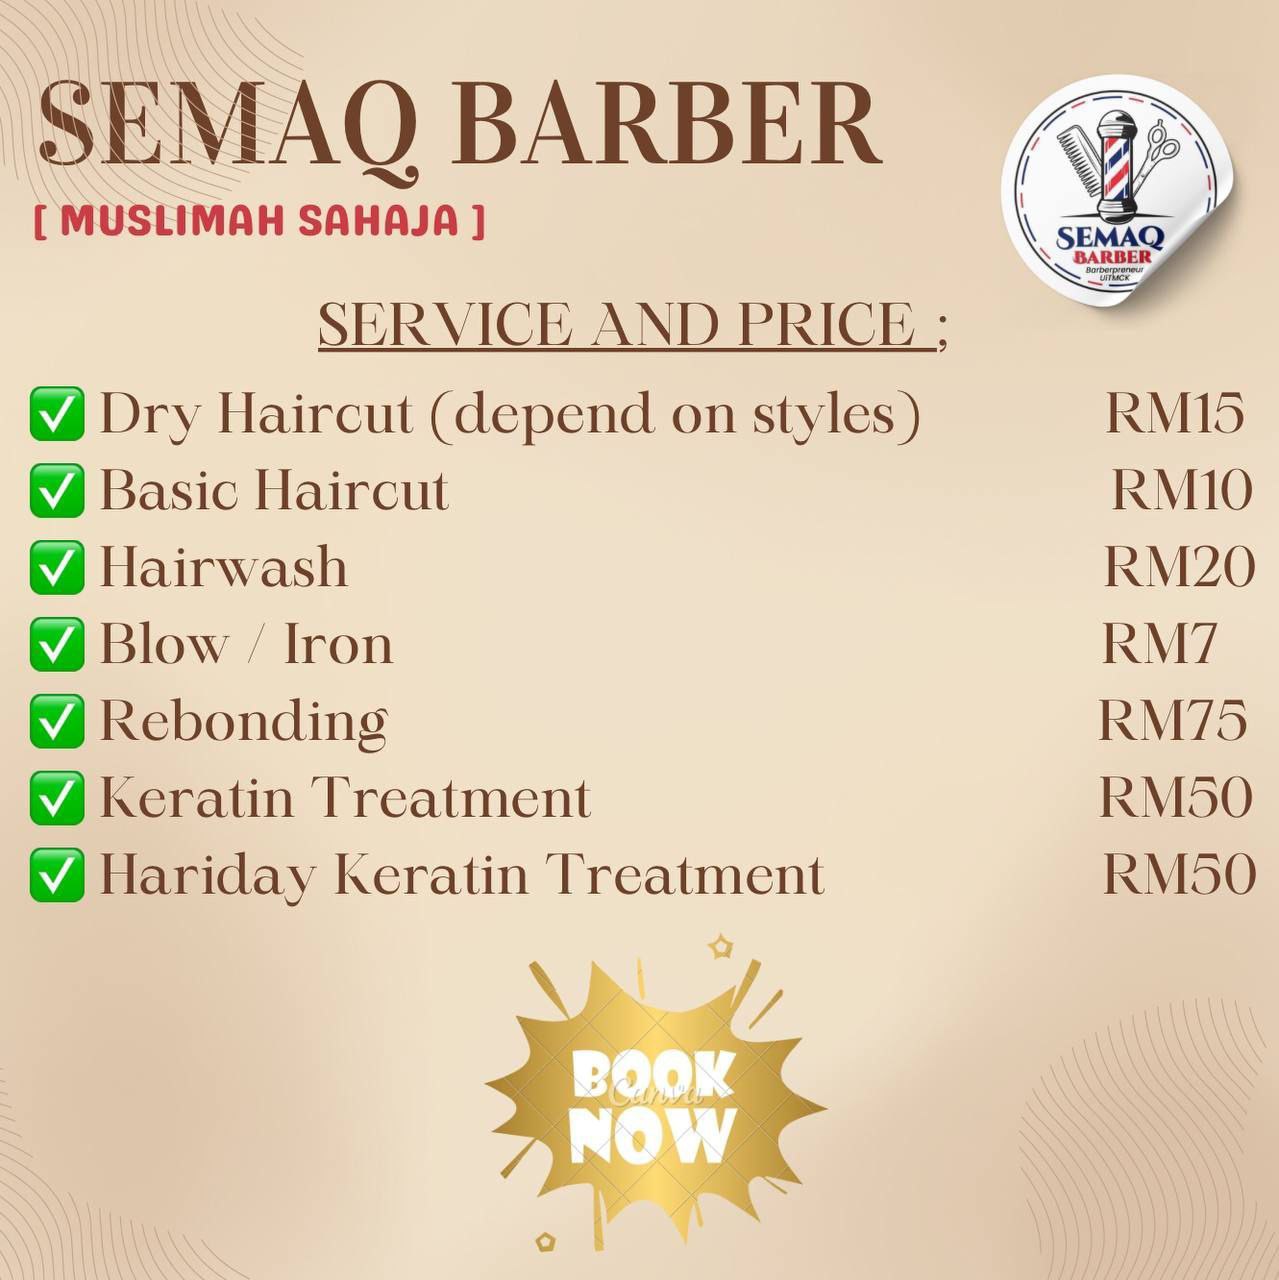 SEMAQ BARBER
[ MUSLIMAH SAHAJA ]
SEMAQ
BARBER
Barberpreneur
UiTMCK
SERVICE AND PRICE ;
✅ Dry Haircut (depend on styles) RM15
✅ Basic Haircut RM10
✅ Hairwash RM20
✅ Blow / Iron RM7
✅ Rebonding RM75
✅ Keratin Treatment RM50
✅ Hariday Keratin Treatment RM50
BOOK
Canva
NOW